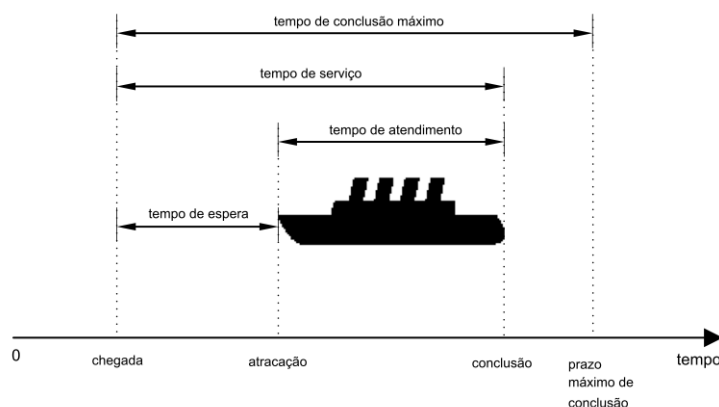 tempo de conclusão máximo
tempo de serviço
tempo de atendimento
tempo de espera
0
chegada
atracação
conclusão
prazo
máximo de
conclusão
tempo